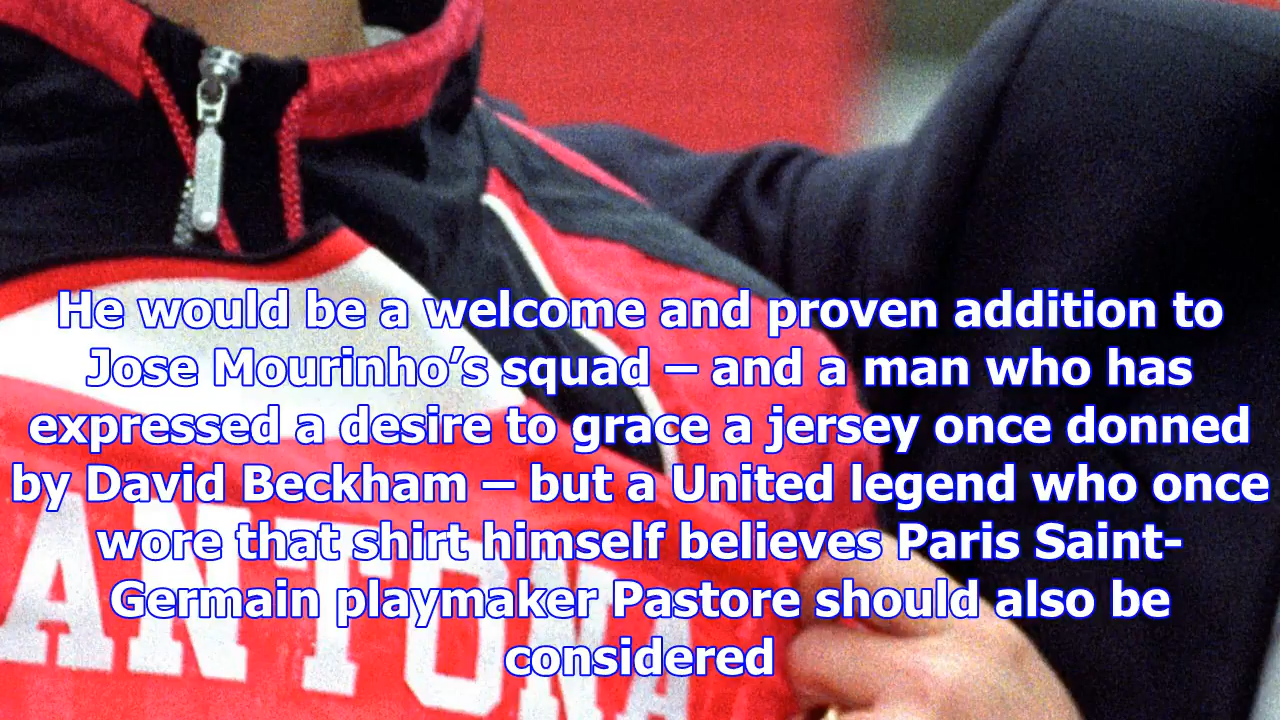 He would be a welcome and proven addition to
Jose Mourinho’s squad – and a man who has
expressed a desire to grace a jersey once donned
by David Beckham – but a United legend who once
wore that shirt himself believes Paris Saint-
Germain playmaker Pastore should also be
considered
ANTONA